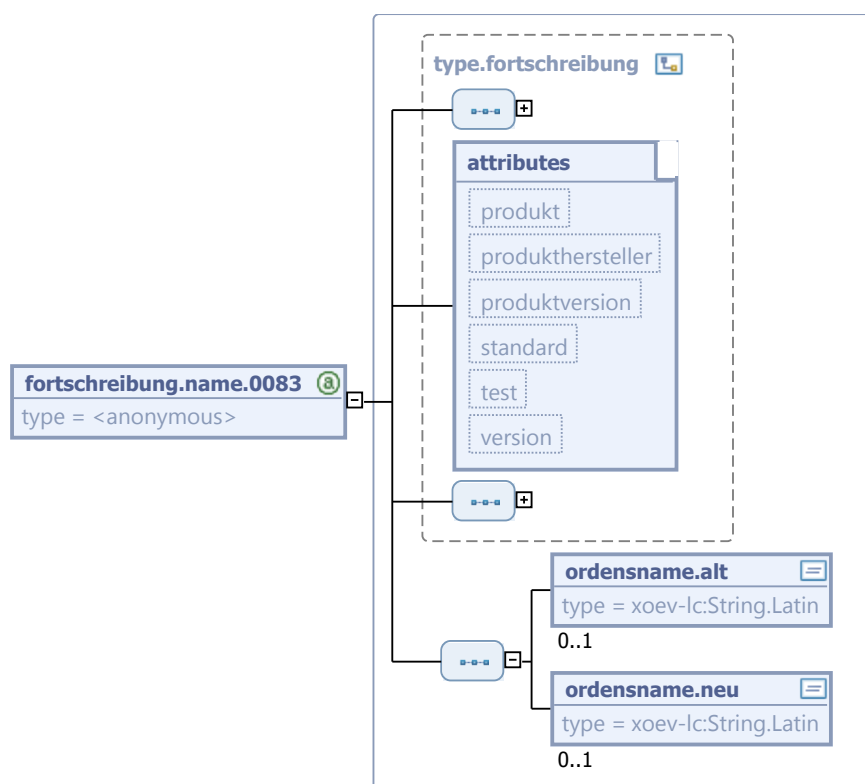 type.fortschreibung
attributes
produkt
produkthersteller
produktversion
standard
test
version
fortschreibung.name.0083
type = <anonymous>
ordensname.alt
type = xoev-lc:String.Latin
0..1
ordensname.neu
type = xoev-lc:String.Latin
0..1